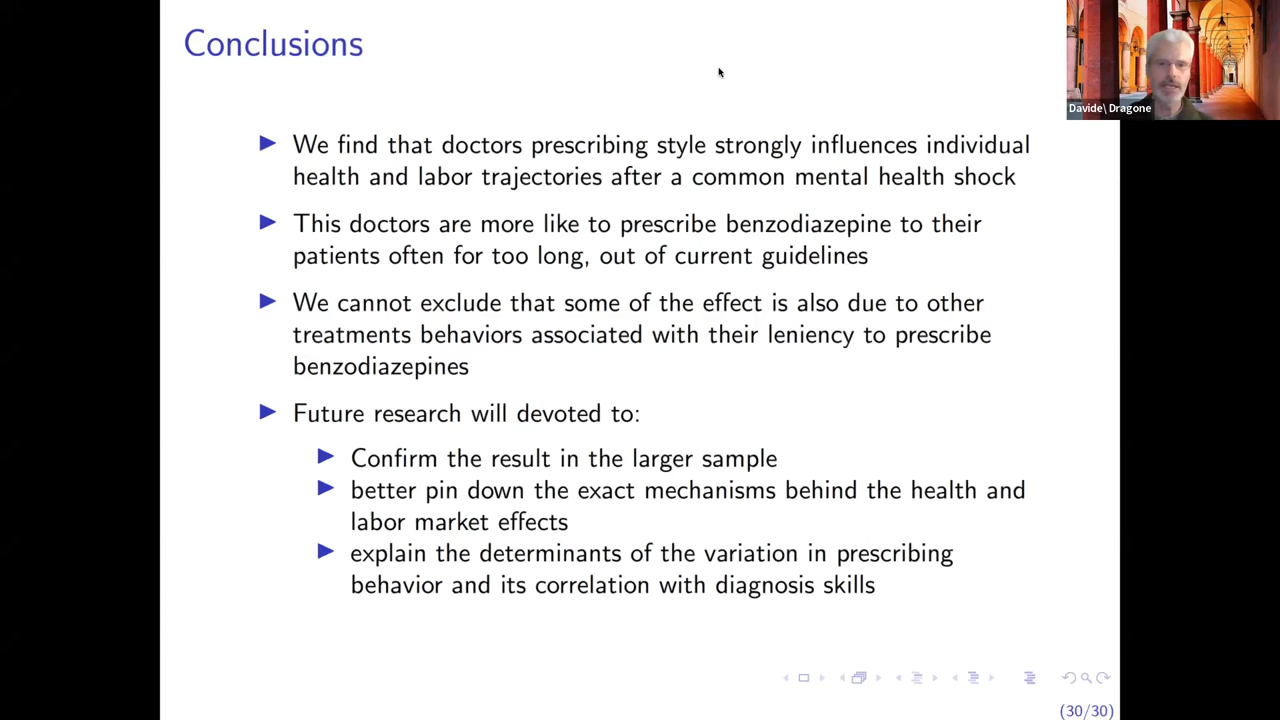 Conclusions
Davide\ Dragone
We find that doctors prescribing style strongly influences individual
health and labor trajectories after a common mental health shock
This doctors are more like to prescribe benzodiazepine to their
patients often for too long, out of current guidelines
We cannot exclude that some of the effect is also due to other
treatments behaviors associated with their leniency to prescribe
benzodiazepines
Future research will devoted to:
Confirm the result in the larger sample
better pin down the exact mechanisms behind the health and
labor market effects
explain the determinants of the variation in prescribing
behavior and its correlation with diagnosis skills
(30/30)